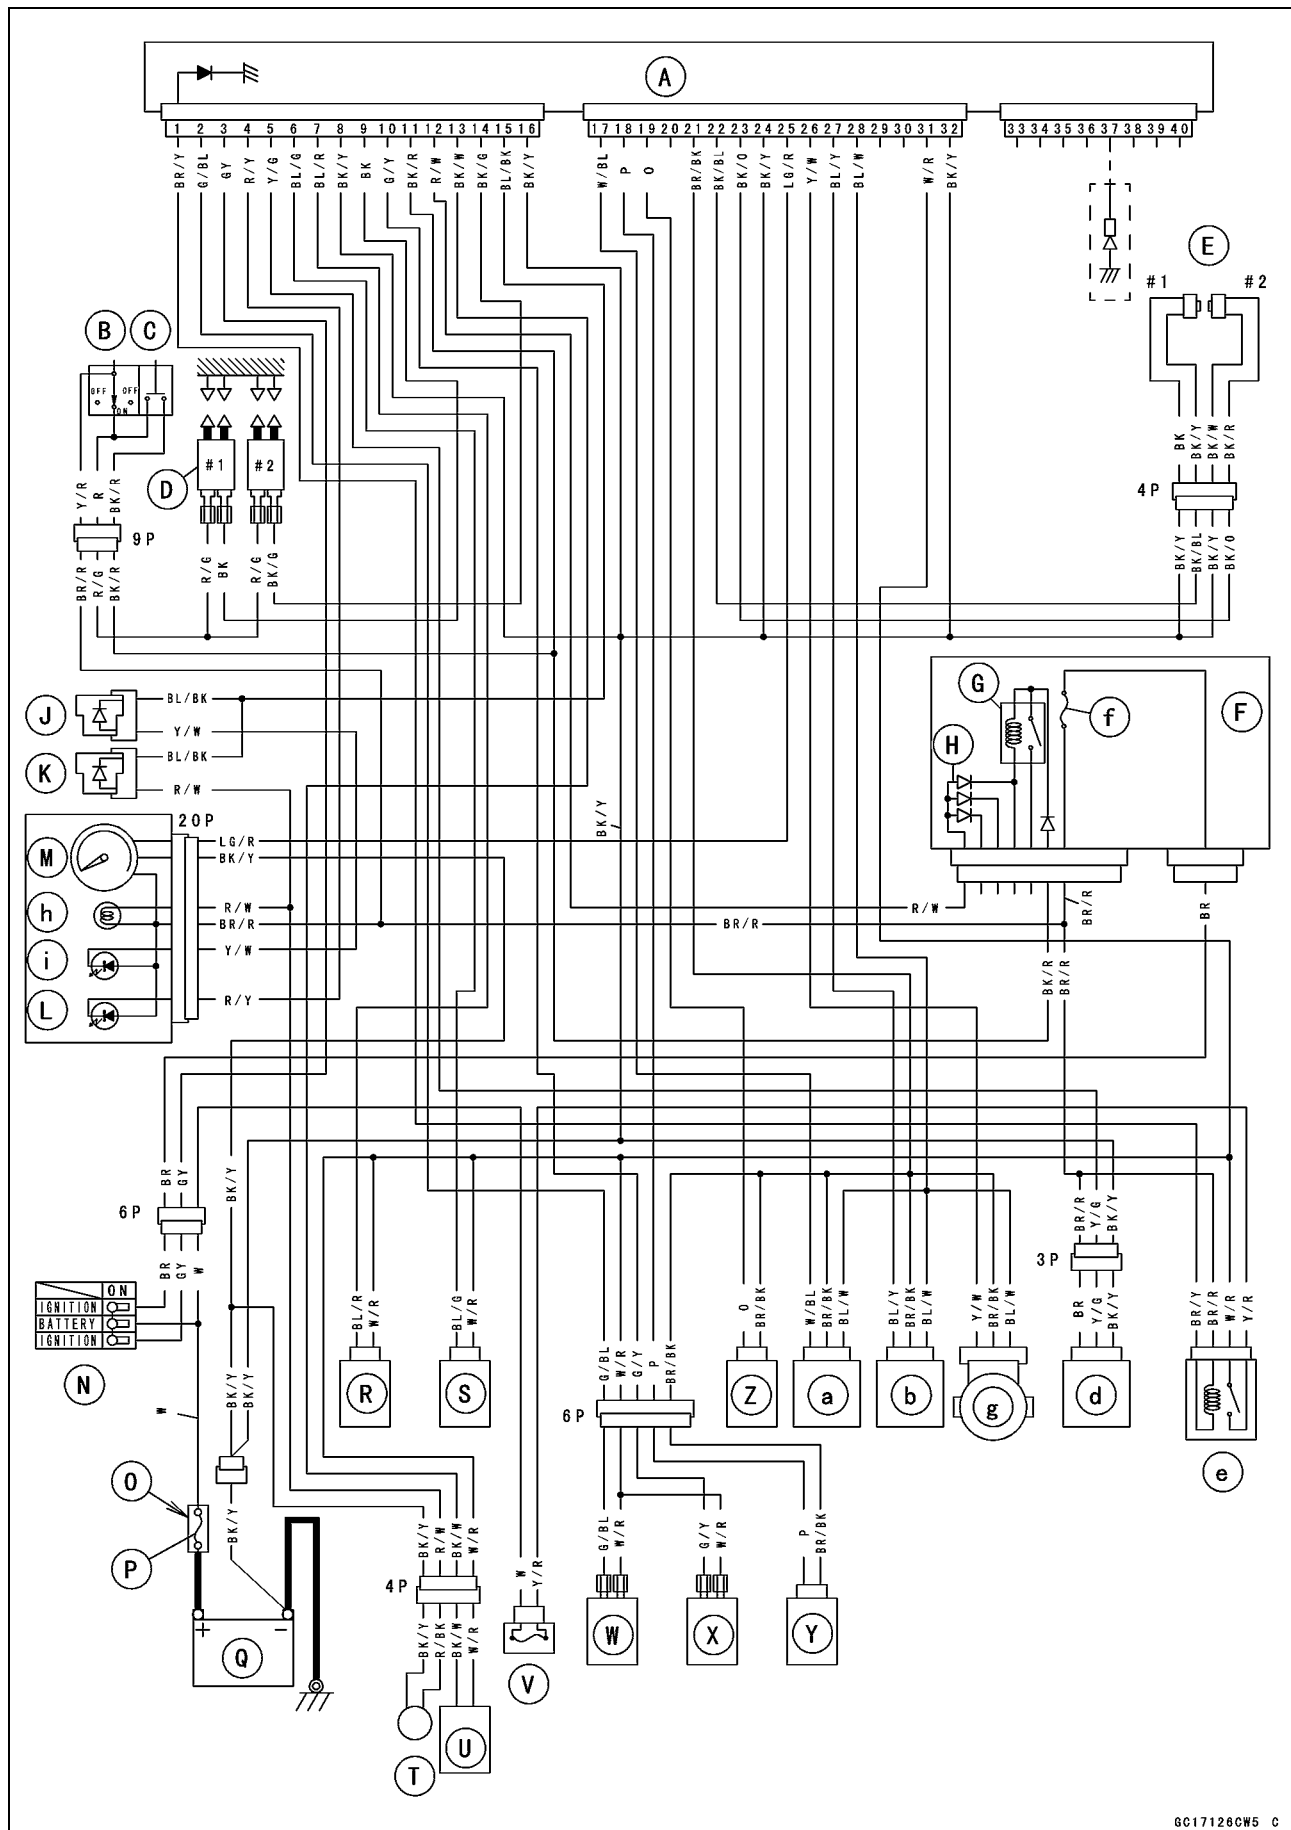 A
1 2 3 4 5 6 7 8 9 10 11 12 13 14 15 16
17 18 19 20 21 22 23 24 25 26 27 28 29 30 31 32
33 34 35 36 37 38 39 40
BR/Y G/BL GY R/Y Y/G BL/G BL/R BK/Y BK G/Y BK/R R/W BK/W BK/G BL/BK BK/Y
W/BL P O BR/BK BK/BL BK/O BK/Y LG/R Y/W BL/Y BL/W W/R BK/Y
E
#1 #2
B C
OFF OFF
ON
D
#1 #2
Y/R R BK/R
9P
BR/R R/G BK/R
R/G BK R/G BK/G
BK BK/Y BK/W BK/R
4P
BK/Y BK/BL BK/Y BK/O
G
f
F
H
J
BL/BK
Y/W
K
BL/BK
R/W
20P
BK/Y
M
LG/R
BK/Y
h
R/W
BR/R
BR/R
R/W
BR/R
BR
i
Y/W
L
R/Y
BK/R BR/R
BR GY
BK/Y
6P
BR GY W
BR/R Y/G BK/Y
3P
BR Y/G BK/Y
ON
IGNITION
BATTERY
IGNITION
N
W
BK/Y BK/Y
BL/R W/R
BL/G W/R
G/BL W/R G/Y P BR/BK
O BR/BK
W/BL BR/BK BL/W
BL/Y BR/BK BL/W
Y/W BR/BK BL/W
BR/Y BR/R W/R Y/R
R
S
6P
Z
a
b
g
d
e
O
P
BK/Y
BK/Y R/W BK/W W/R
4P
BK/Y R/BK BK/W W/R
W Y/R
G/BL W/R
G/Y W/R
P BR/BK
+ -
Q
V
W
X
Y
T
U
GC17126CW5 C